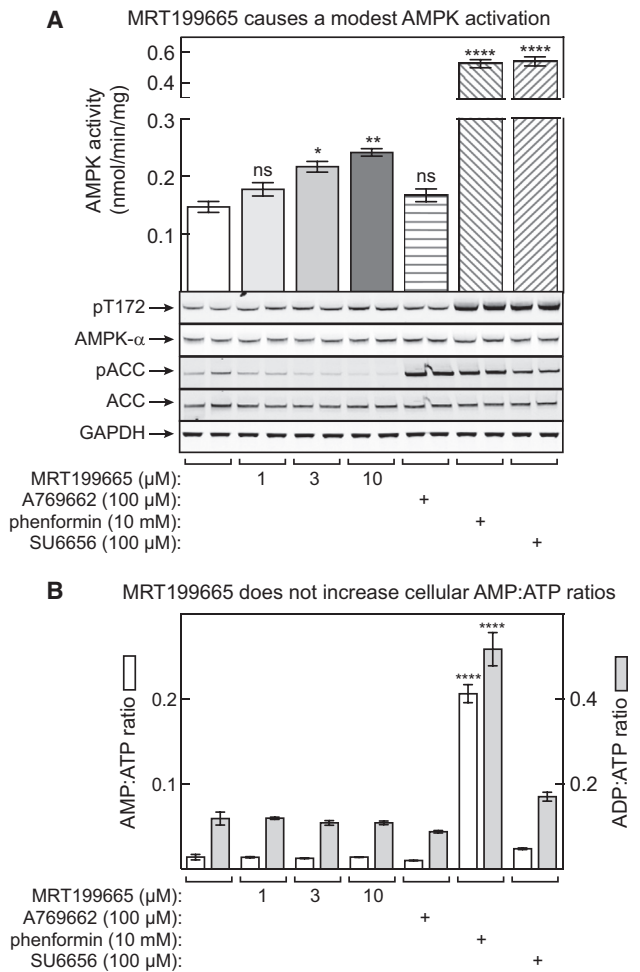 A MRT199665 causes a modest AMPK activation
AMPK activity
(nmol/min/mg)
0.6
0.4
0.3
0.2
0.1
ns
*
**
ns
****
****
pT172
AMPK-α
pACC
ACC
GAPDH
MRT199665 (µM): 1 3 10
A769662 (100 µM): +
phenformin (10 mM): +
SU6656 (100 µM): +
B MRT199665 does not increase cellular AMP:ATP ratios
AMP:ATP ratio
0.2
0.1
****
****
0.4
0.2
ADP:ATP ratio
MRT199665 (µM): 1 3 10
A769662 (100 µM): +
phenformin (10 mM): +
SU6656 (100 µM): +